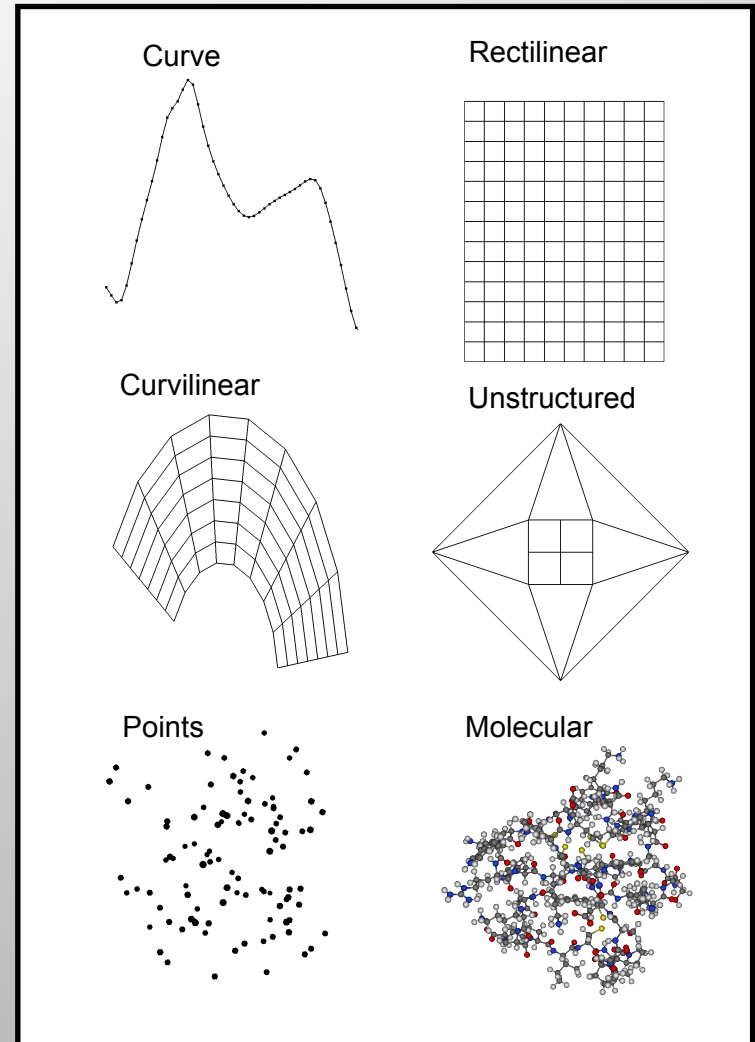 Curve
Rectilinear
Curvilinear
Unstructured
Points
Molecular